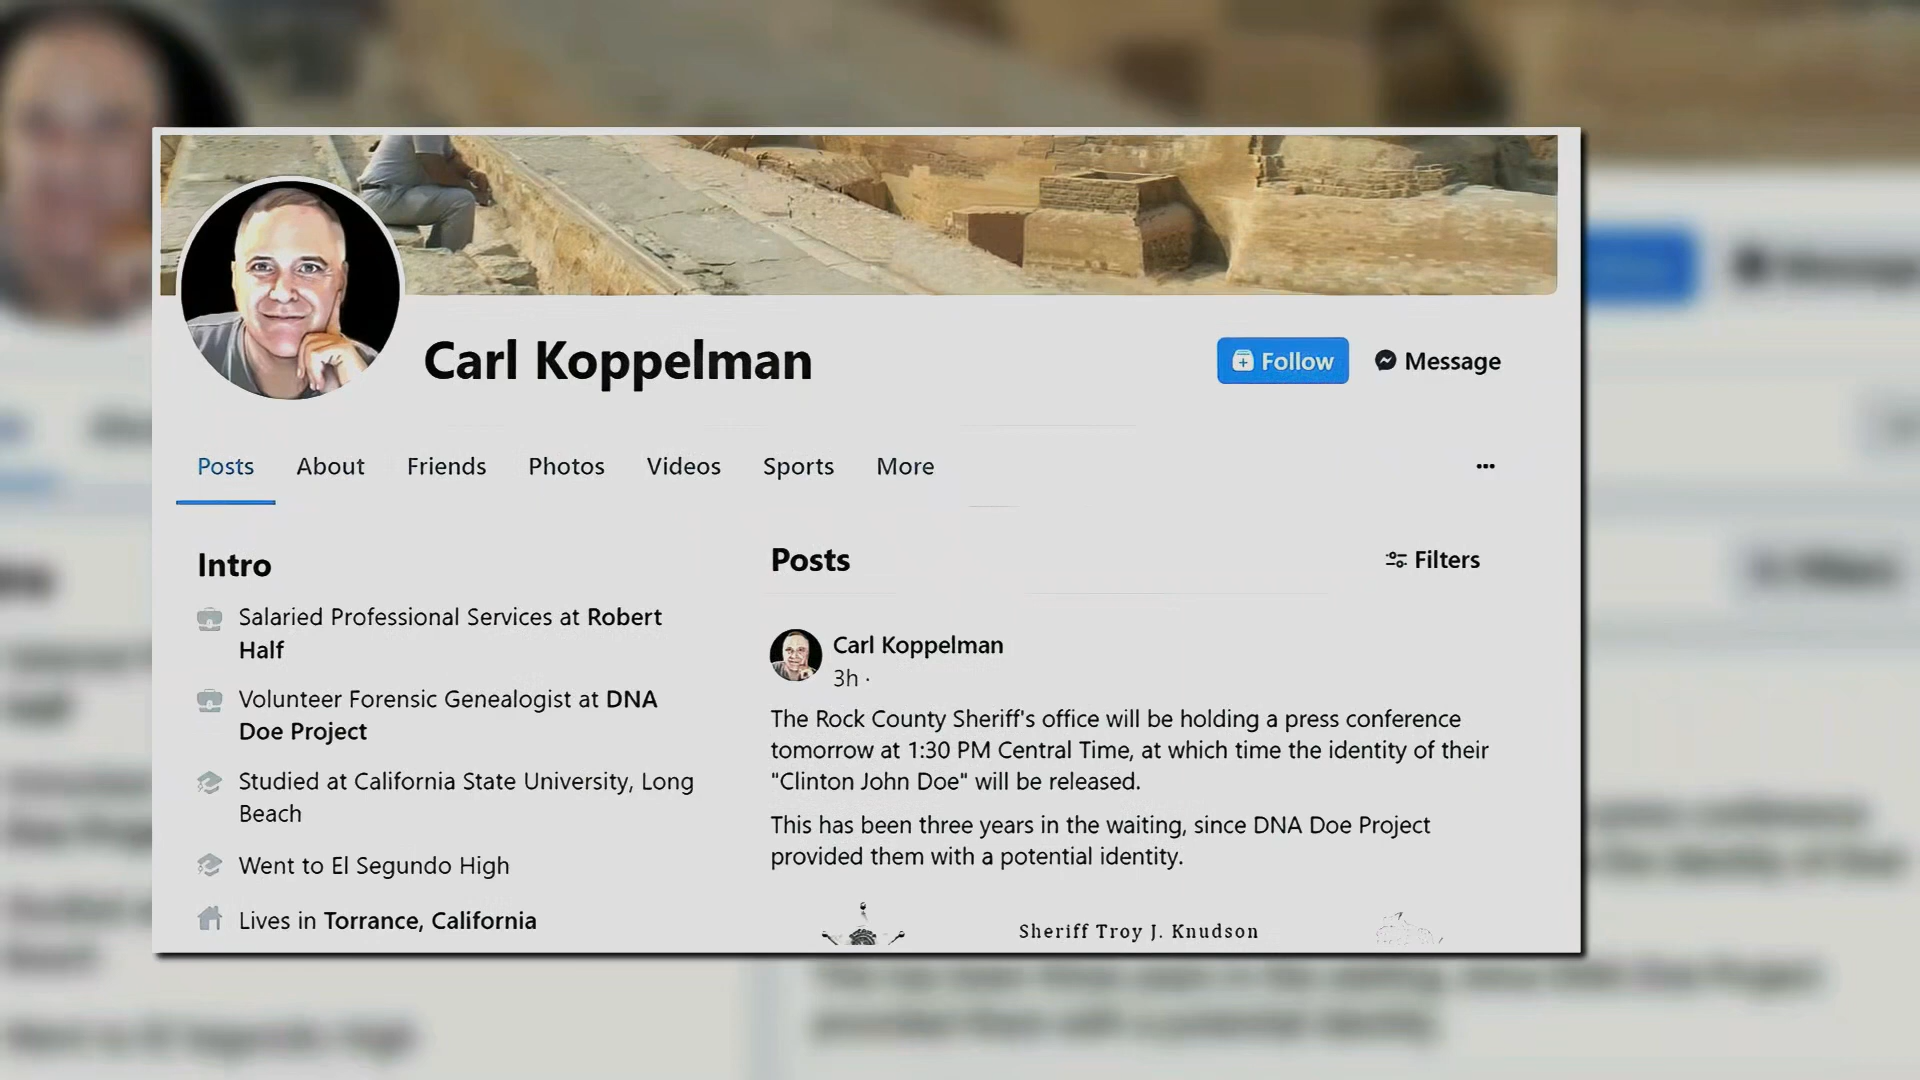 Carl Koppelman
Follow
Message
Posts
About
Friends
Photos
Videos
Sports
More
Intro
Salaried Professional Services at Robert
Half
Volunteer Forensic Genealogist at DNA
Doe Project
Studied at California State University, Long
Beach
Went to El Segundo High
Lives in Torrance, California
Posts
Filters
Carl Koppelman
3h ·
The Rock County Sheriff's office will be holding a press conference
tomorrow at 1:30 PM Central Time, at which time the identity of their
"Clinton John Doe" will be released.
This has been three years in the waiting, since DNA Doe Project
provided them with a potential identity.
Sheriff Troy J. Knudson